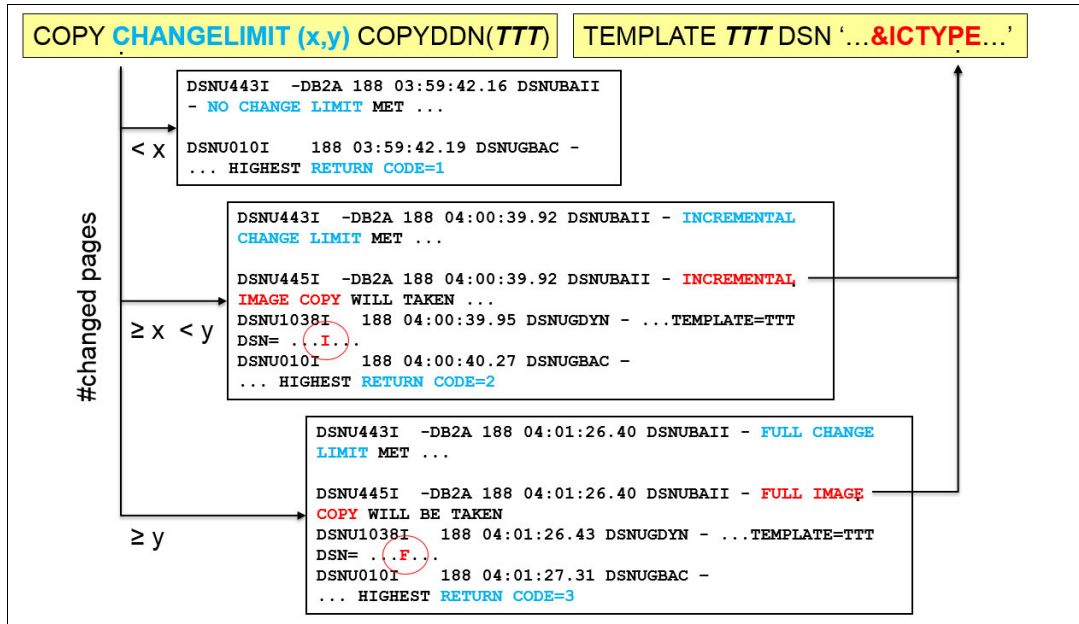 COPY CHANGELIMIT (x,y) COPYDDN(TTT)
TEMPLATE TTT DSN ‘...&ICTYPE...’
DSNU443I -DB2A 188 03:59:42.16 DSNUBAII
- NO CHANGE LIMIT MET ...
DSNU010I 188 03:59:42.19 DSNUGBAC –
... HIGHEST RETURN CODE=1
< x
#changed pages
DSNU443I -DB2A 188 04:00:39.92 DSNUBAII - INCREMENTAL
CHANGE LIMIT MET ...
DSNU445I -DB2A 188 04:00:39.92 DSNUBAII - INCREMENTAL
IMAGE COPY WILL TAKEN ...
DSNU1038I 188 04:00:39.95 DSNUGDYN - ...TEMPLATE=TTT
DSN= ...I...
DSNU010I 188 04:00:40.27 DSNUGBAC –
... HIGHEST RETURN CODE=2
≥ x < y
DSNU443I -DB2A 188 04:01:26.40 DSNUBAII - FULL CHANGE
LIMIT MET ...
DSNU445I -DB2A 188 04:01:26.40 DSNUBAII - FULL IMAGE
COPY WILL BE TAKEN
DSNU1038I 188 04:01:26.43 DSNUGDYN - ...TEMPLATE=TTT
DSN= ...F...
DSNU010I 188 04:01:27.31 DSNUGBAC –
... HIGHEST RETURN CODE=3
≥ y